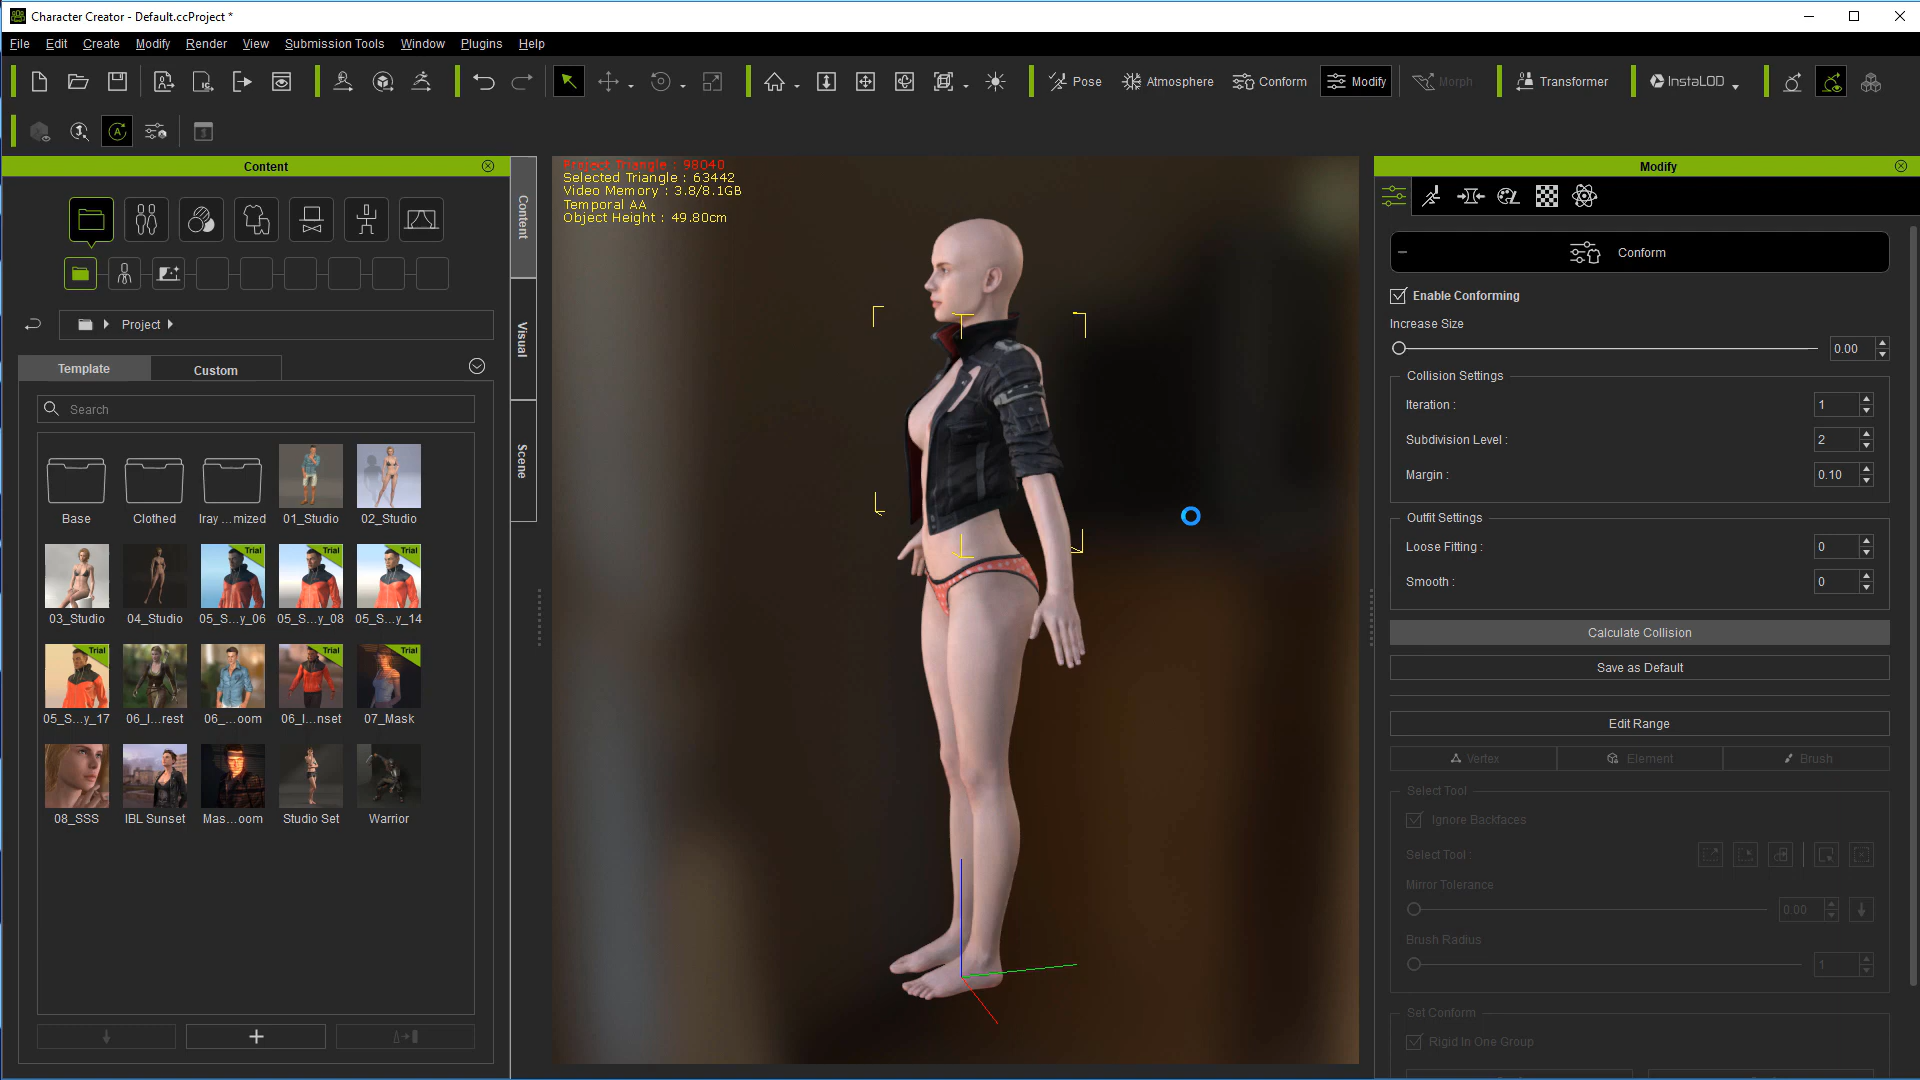 Character Creator - Default.ccProject *
File Edit Create Modify Render View Submission Tools Window Plugins Help
Pose Atmosphere Conform Modify Morph Transformer InstaLOD
Content
Modify
Project Triangle : 98040
Selected Triangle : 63442
Video Memory : 3.8/8.1GB
Temporal AA
Object Height : 49.80cm
Content
Visual
Scene
Project
Template Custom
Search
Base Clothed Iray ...mized 01_Studio 02_Studio
Trial Trial Trial
03_Studio 04_Studio 05_S...y_06 05_S...y_08 05_S...y_14
Trial Trial Trial
05_S...y_17 06_I...rest 06_...oom 06_I...nset 07_Mask
08_SSS IBL Sunset Mas...oom Studio Set Warrior
Conform
Enable Conforming
Increase Size
0.00
Collision Settings
Iteration : 1
Subdivision Level : 2
Margin : 0.10
Outfit Settings
Loose Fitting : 0
Smooth : 0
Calculate Collision
Save as Default
Edit Range
Vertex Element Brush
Select Tool
Ignore Backfaces
Select Tool :
Mirror Tolerance
0.00
Brush Radius
1
Set Conform
Rigid In One Group